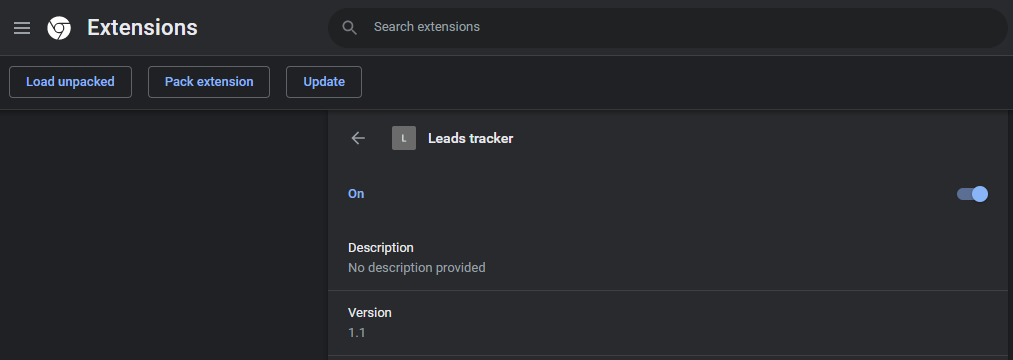 Extensions
Search extensions
Load unpacked
Pack extension
Update
L
Leads tracker
On
Description
No description provided
Version
1.1